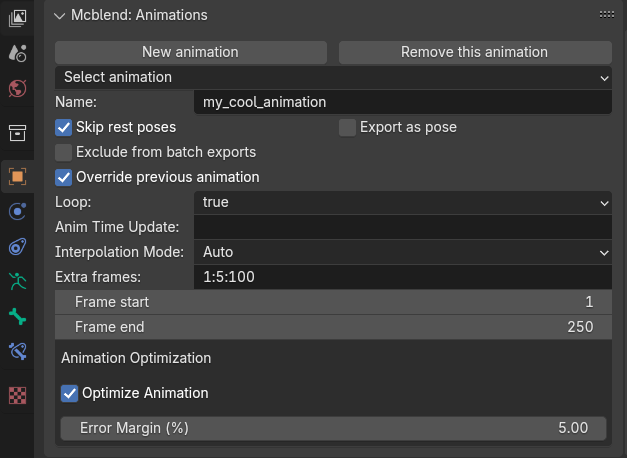 Mcblend: Animations
New animation Remove this animation
Select animation
Name: my_cool_animation
Skip rest poses Export as pose
Exclude from batch exports
Override previous animation
Loop: true
Anim Time Update:
Interpolation Mode: Auto
Extra frames: 1:5:100
Frame start 1
Frame end 250
Animation Optimization
Optimize Animation
Error Margin (%) 5.00